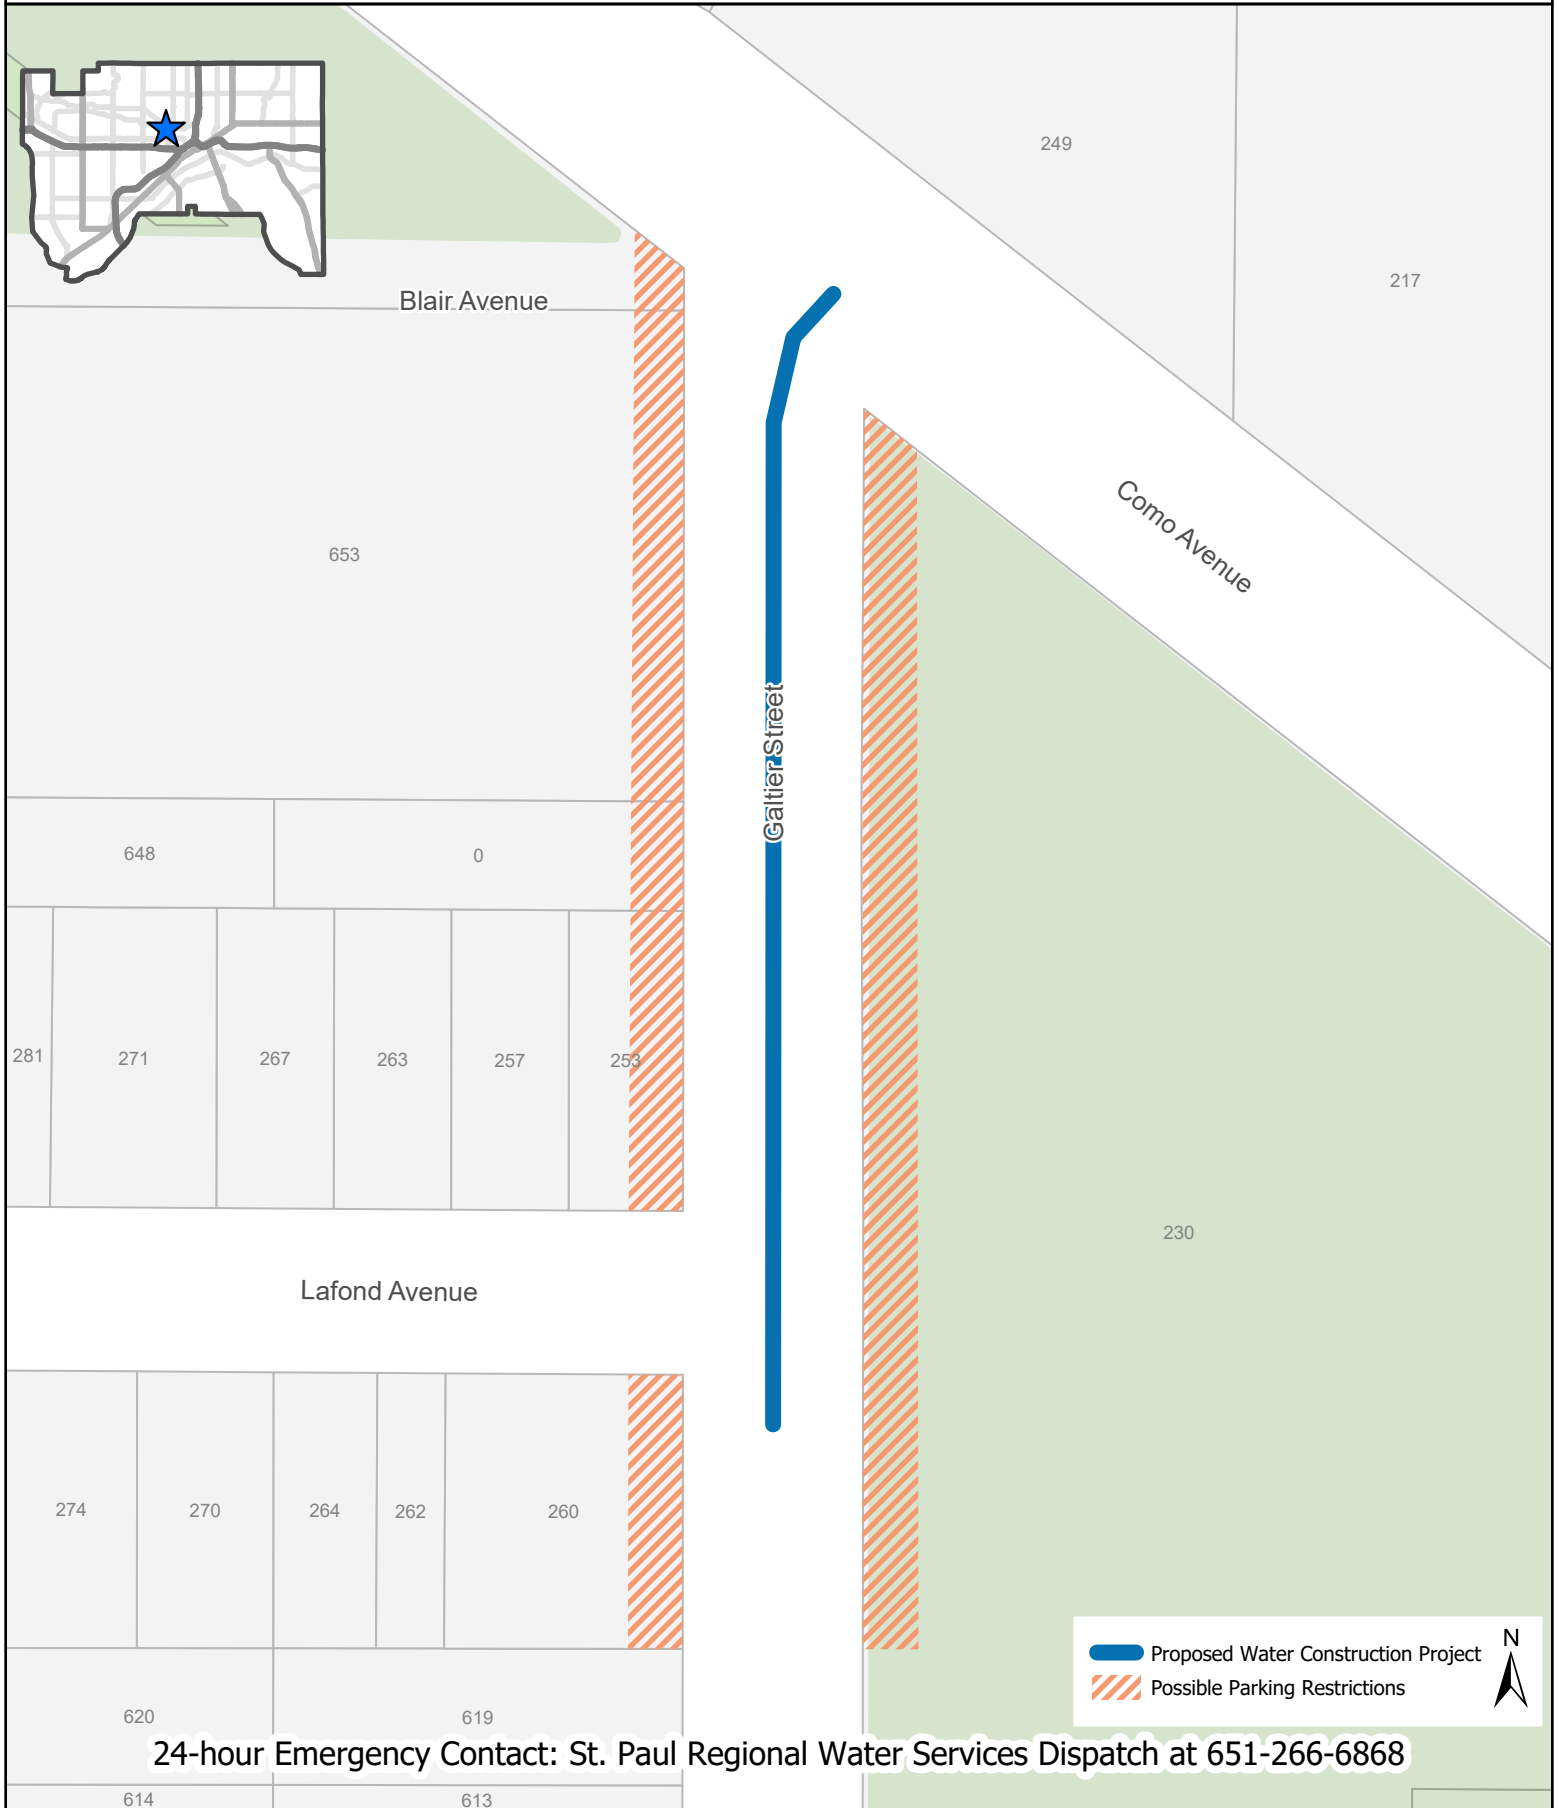 249
217
Blair Avenue
653
Como Avenue
Galtier Street
648
0
281
271
267
263
257
253
230
Lafond Avenue
274
270
264
262
260
N
Proposed Water Construction Project
Possible Parking Restrictions
620
619
24-hour Emergency Contact: St. Paul Regional Water Services Dispatch at 651-266-6868
614
613